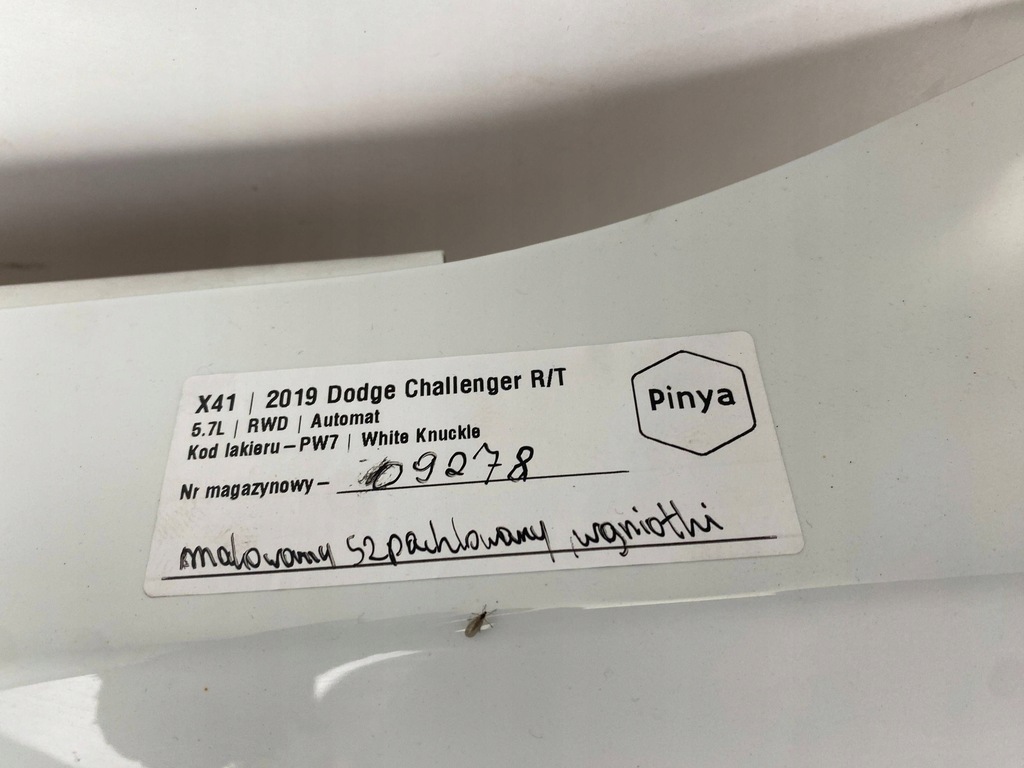 X41 | 2019 Dodge Challenger R/T
5.7L | RWD | Automat
Kod lakieru – PW7 | White Knuckle
Nr magazynowy – 09278
malowany szpachlowany, wgniotki
Pinya